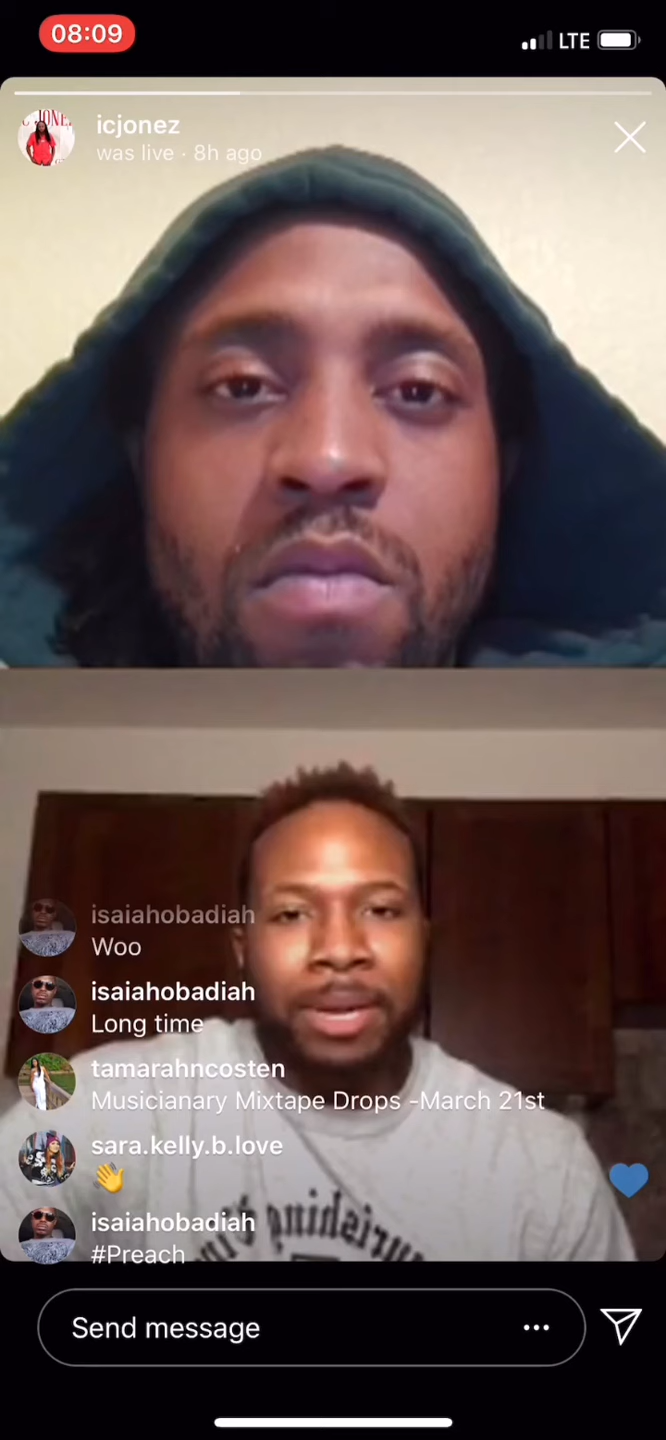 08:09
LTE
icjonez
was live · 8h ago
isaiahobadiah
Woo
isaiahobadiah
Long time
tamarahncosten
Musicianary Mixtape Drops -March 21st
sara.kelly.b.love
👋
isaiahobadiah
#Preach
Send message